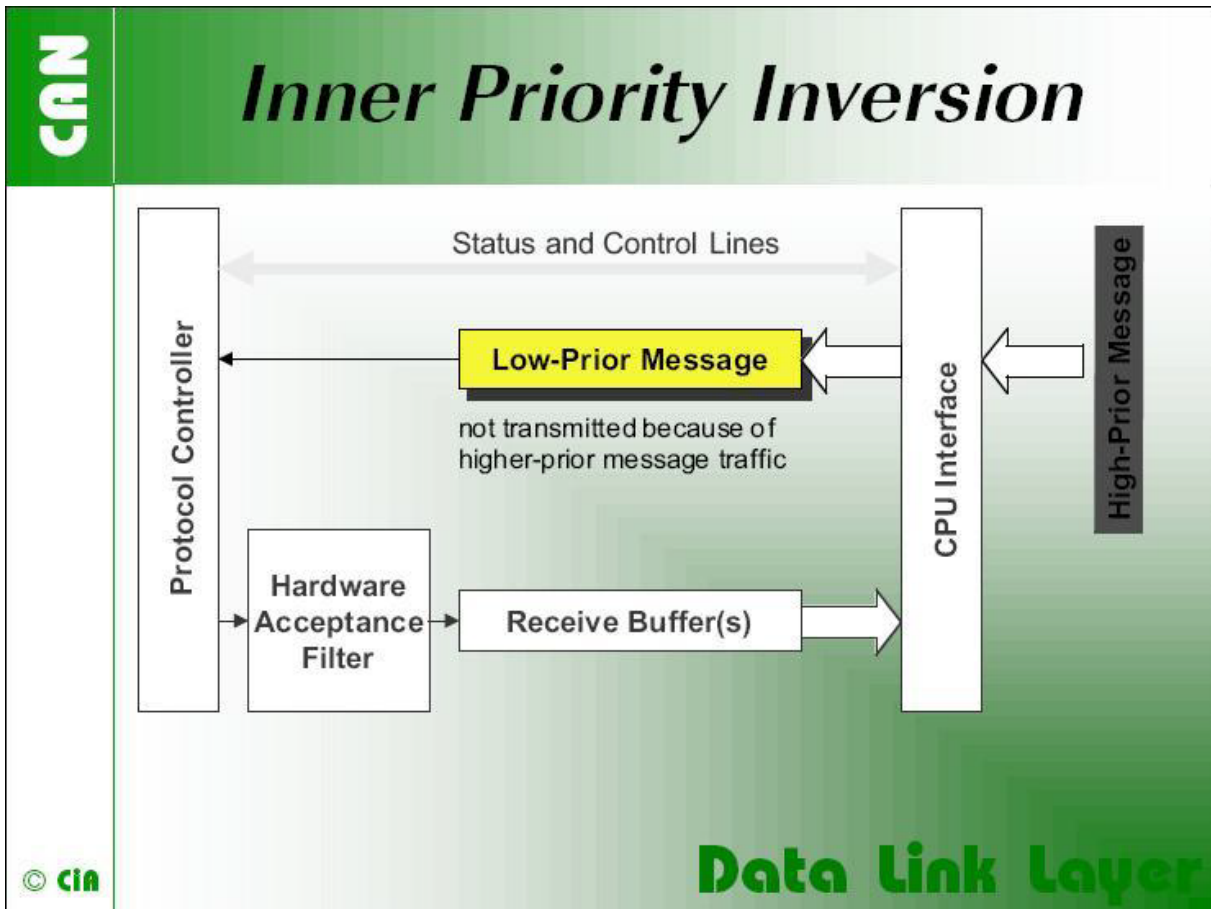 CAN
Inner Priority Inversion
Status and Control Lines
Protocol Controller
Low-Prior Message
not transmitted because of
higher-prior message traffic
CPU Interface
High-Prior Message
Hardware
Acceptance
Filter
Receive Buffer(s)
© CiA
Data Link Layer